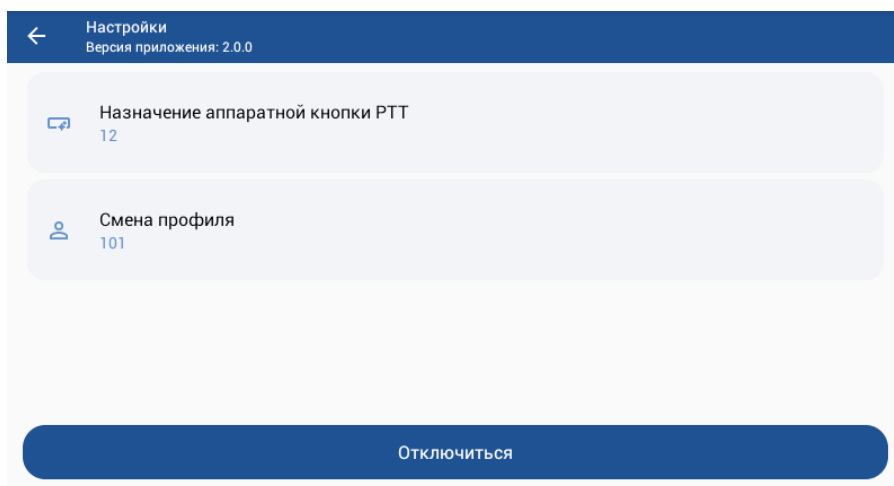 Настройки
Версия приложения: 2.0.0
Назначение аппаратной кнопки PTT
12
Смена профиля
101
Отключиться